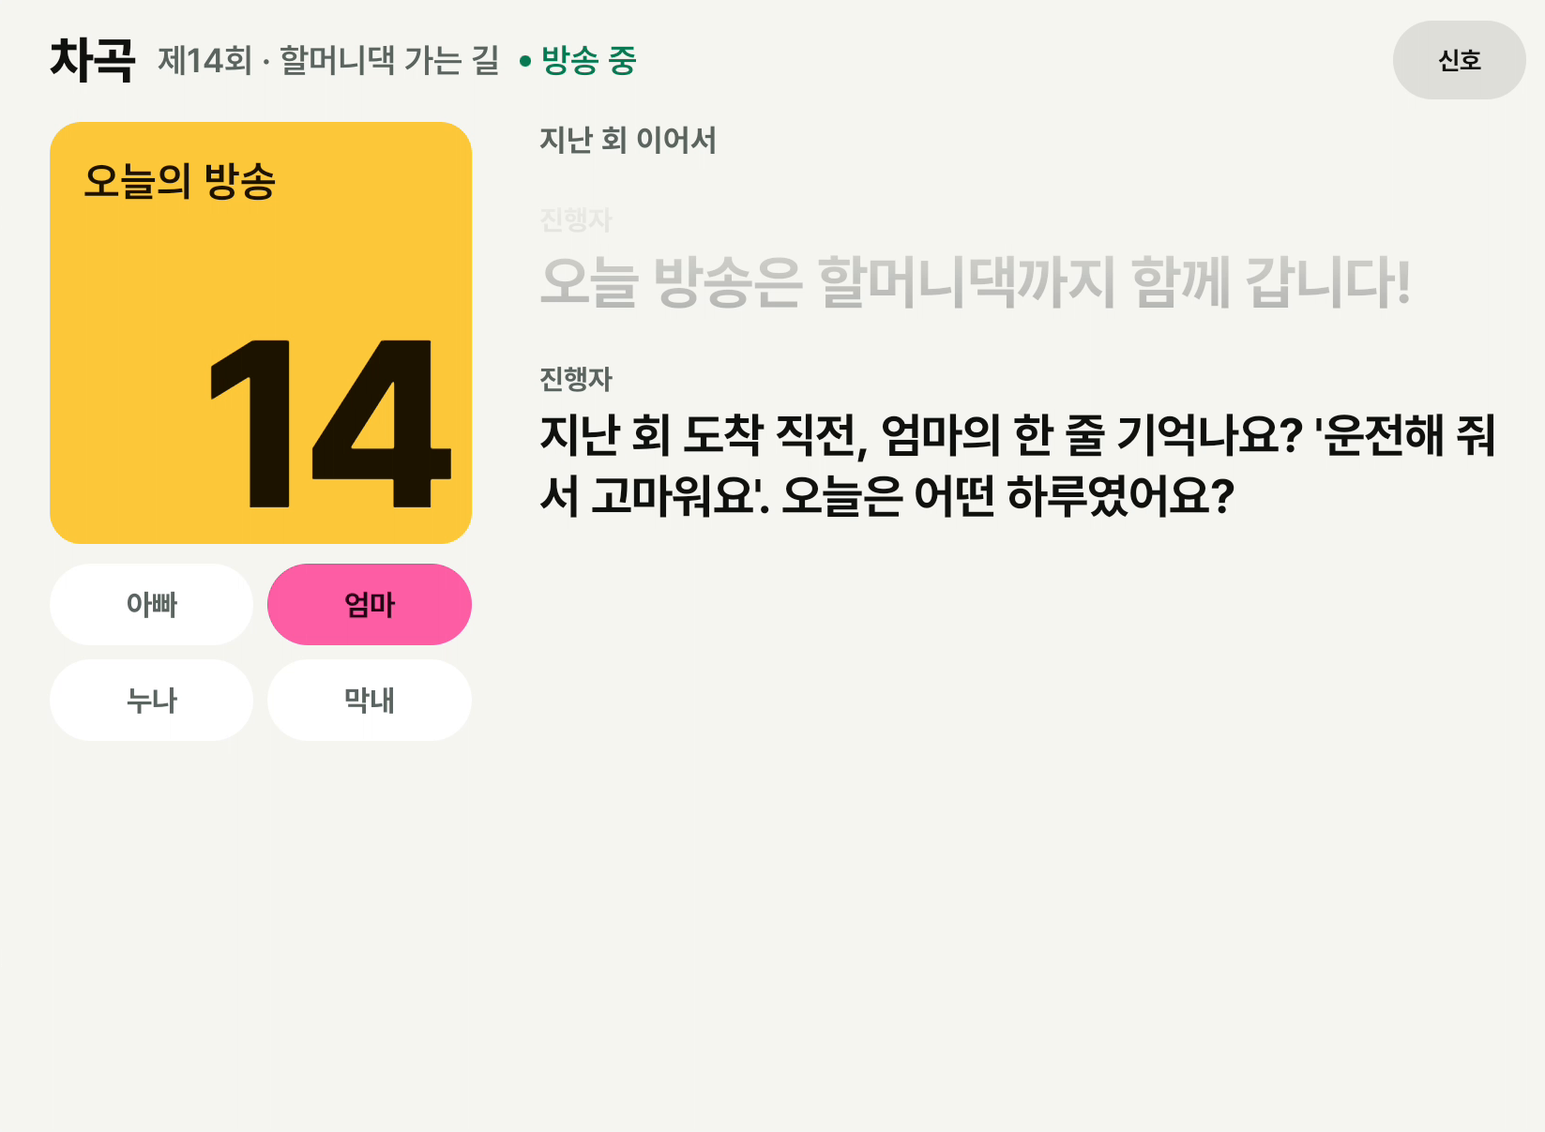 차곡 제14회 · 할머니댁 가는 길 • 방송 중
신호
오늘의 방송
14
아빠
엄마
누나
막내
지난 회 이어서
진행자
오늘 방송은 할머니댁까지 함께 갑니다!
진행자
지난 회 도착 직전, 엄마의 한 줄 기억나요? '운전해 줘
서 고마워요'. 오늘은 어떤 하루였어요?